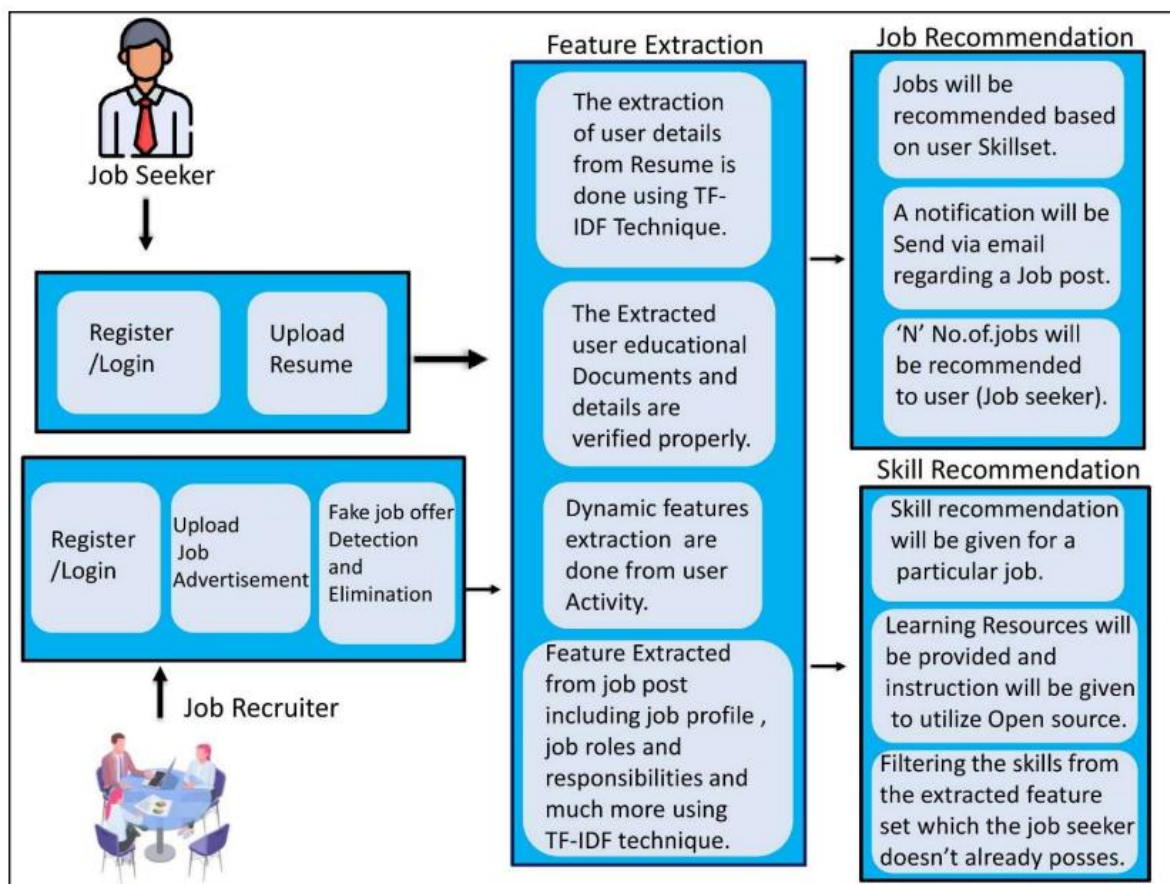 Job Seeker
Register
/Login
Upload
Resume
Register
/Login
Upload
Job
Advertisement
Fake job offer
Detection
and
Elimination
Job Recruiter
Feature Extraction
The extraction
of user details
from Resume is
done using TF-
IDF Technique.
The Extracted
user educational
Documents and
details are
verified properly.
Dynamic features
extraction are
done from user
Activity.
Feature Extracted
from job post
including job profile ,
job roles and
responsibilities and
much more using
TF-IDF technique.
Job Recommendation
Jobs will be
recommended based
on user Skillset.
A notification will be
Send via email
regarding a Job post.
‘N’ No.of.jobs will
be recommended
to user (Job seeker).
Skill Recommendation
Skill recommendation
will be given for a
particular job.
Learning Resources will
be provided and
instruction will be given
to utilize Open source.
Filtering the skills from
the extracted feature
set which the job seeker
doesn’t already posses.